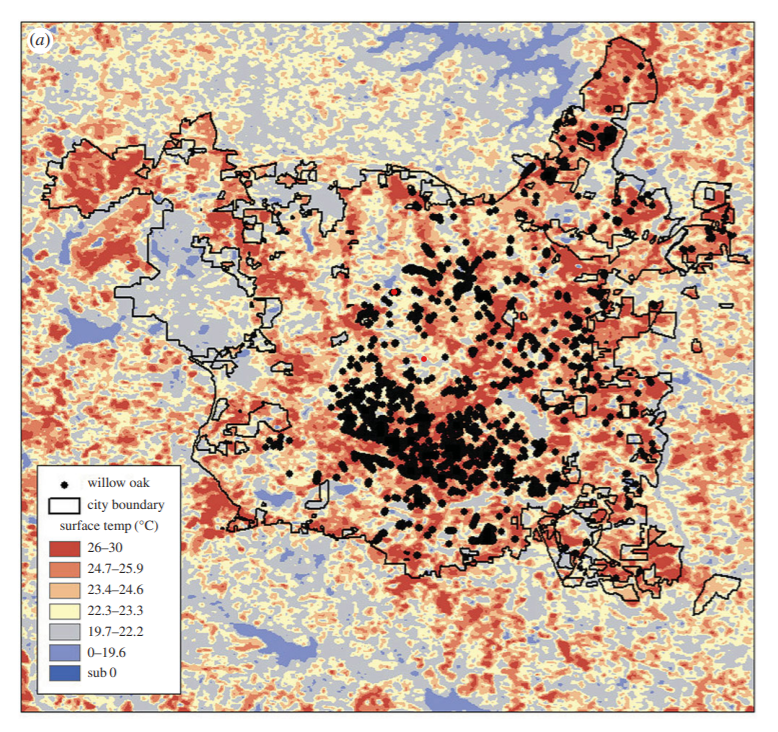 (a)
willow oak
city boundary
surface temp (°C)
26–30
24.7–25.9
23.4–24.6
22.3–23.3
19.7–22.2
0–19.6
sub 0